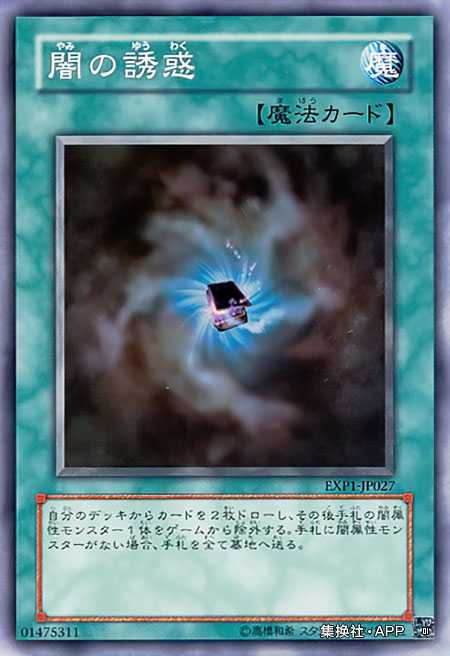 闇の誘惑
魔
【魔法カード】
EXP1-JP027
自分のデッキからカードを２枚ドローし、その後手札の闇属
性モンスター１体をゲームから除外する。手札に闇属性モン
スターがない場合、手札を全て墓地へ送る。
01475311
©高橋和希 スタ
集換社・APP